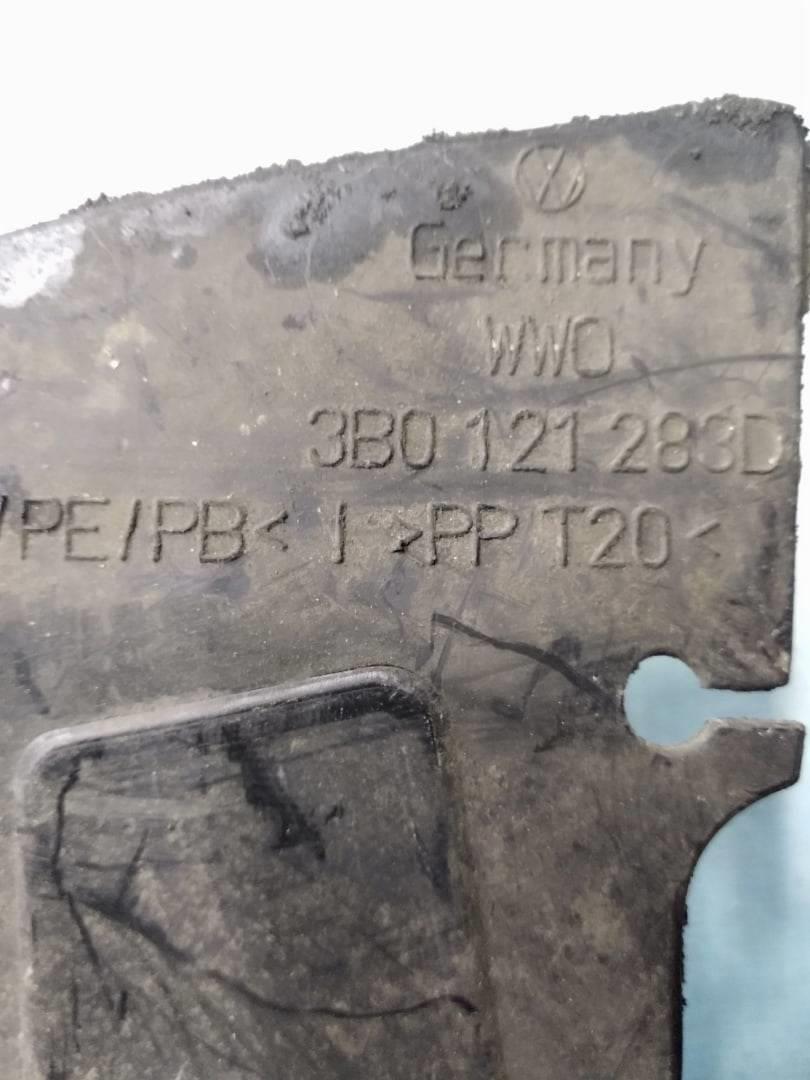 Germany
WWO
3B0 121 283D
/PE/PB< I >PP T20<